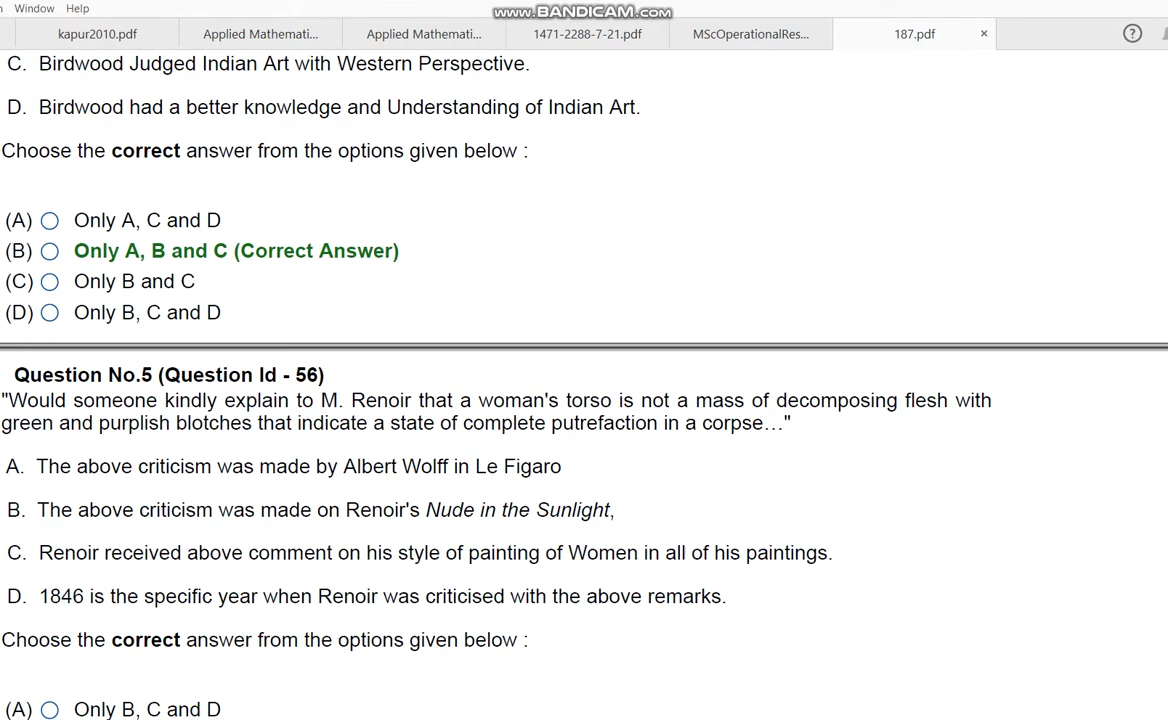 Window Help
www.BANDICAM.com
kapur2010.pdf Applied Mathemati... Applied Mathemati... 1471-2288-7-21.pdf MScOperationalRes... 187.pdf × ?
C. Birdwood Judged Indian Art with Western Perspective.
D. Birdwood had a better knowledge and Understanding of Indian Art.
Choose the correct answer from the options given below :
(A) Only A, C and D
(B) Only A, B and C (Correct Answer)
(C) Only B and C
(D) Only B, C and D
Question No.5 (Question Id - 56)
"Would someone kindly explain to M. Renoir that a woman's torso is not a mass of decomposing flesh with
green and purplish blotches that indicate a state of complete putrefaction in a corpse…"
A. The above criticism was made by Albert Wolff in Le Figaro
B. The above criticism was made on Renoir's Nude in the Sunlight,
C. Renoir received above comment on his style of painting of Women in all of his paintings.
D. 1846 is the specific year when Renoir was criticised with the above remarks.
Choose the correct answer from the options given below :
(A) Only B, C and D